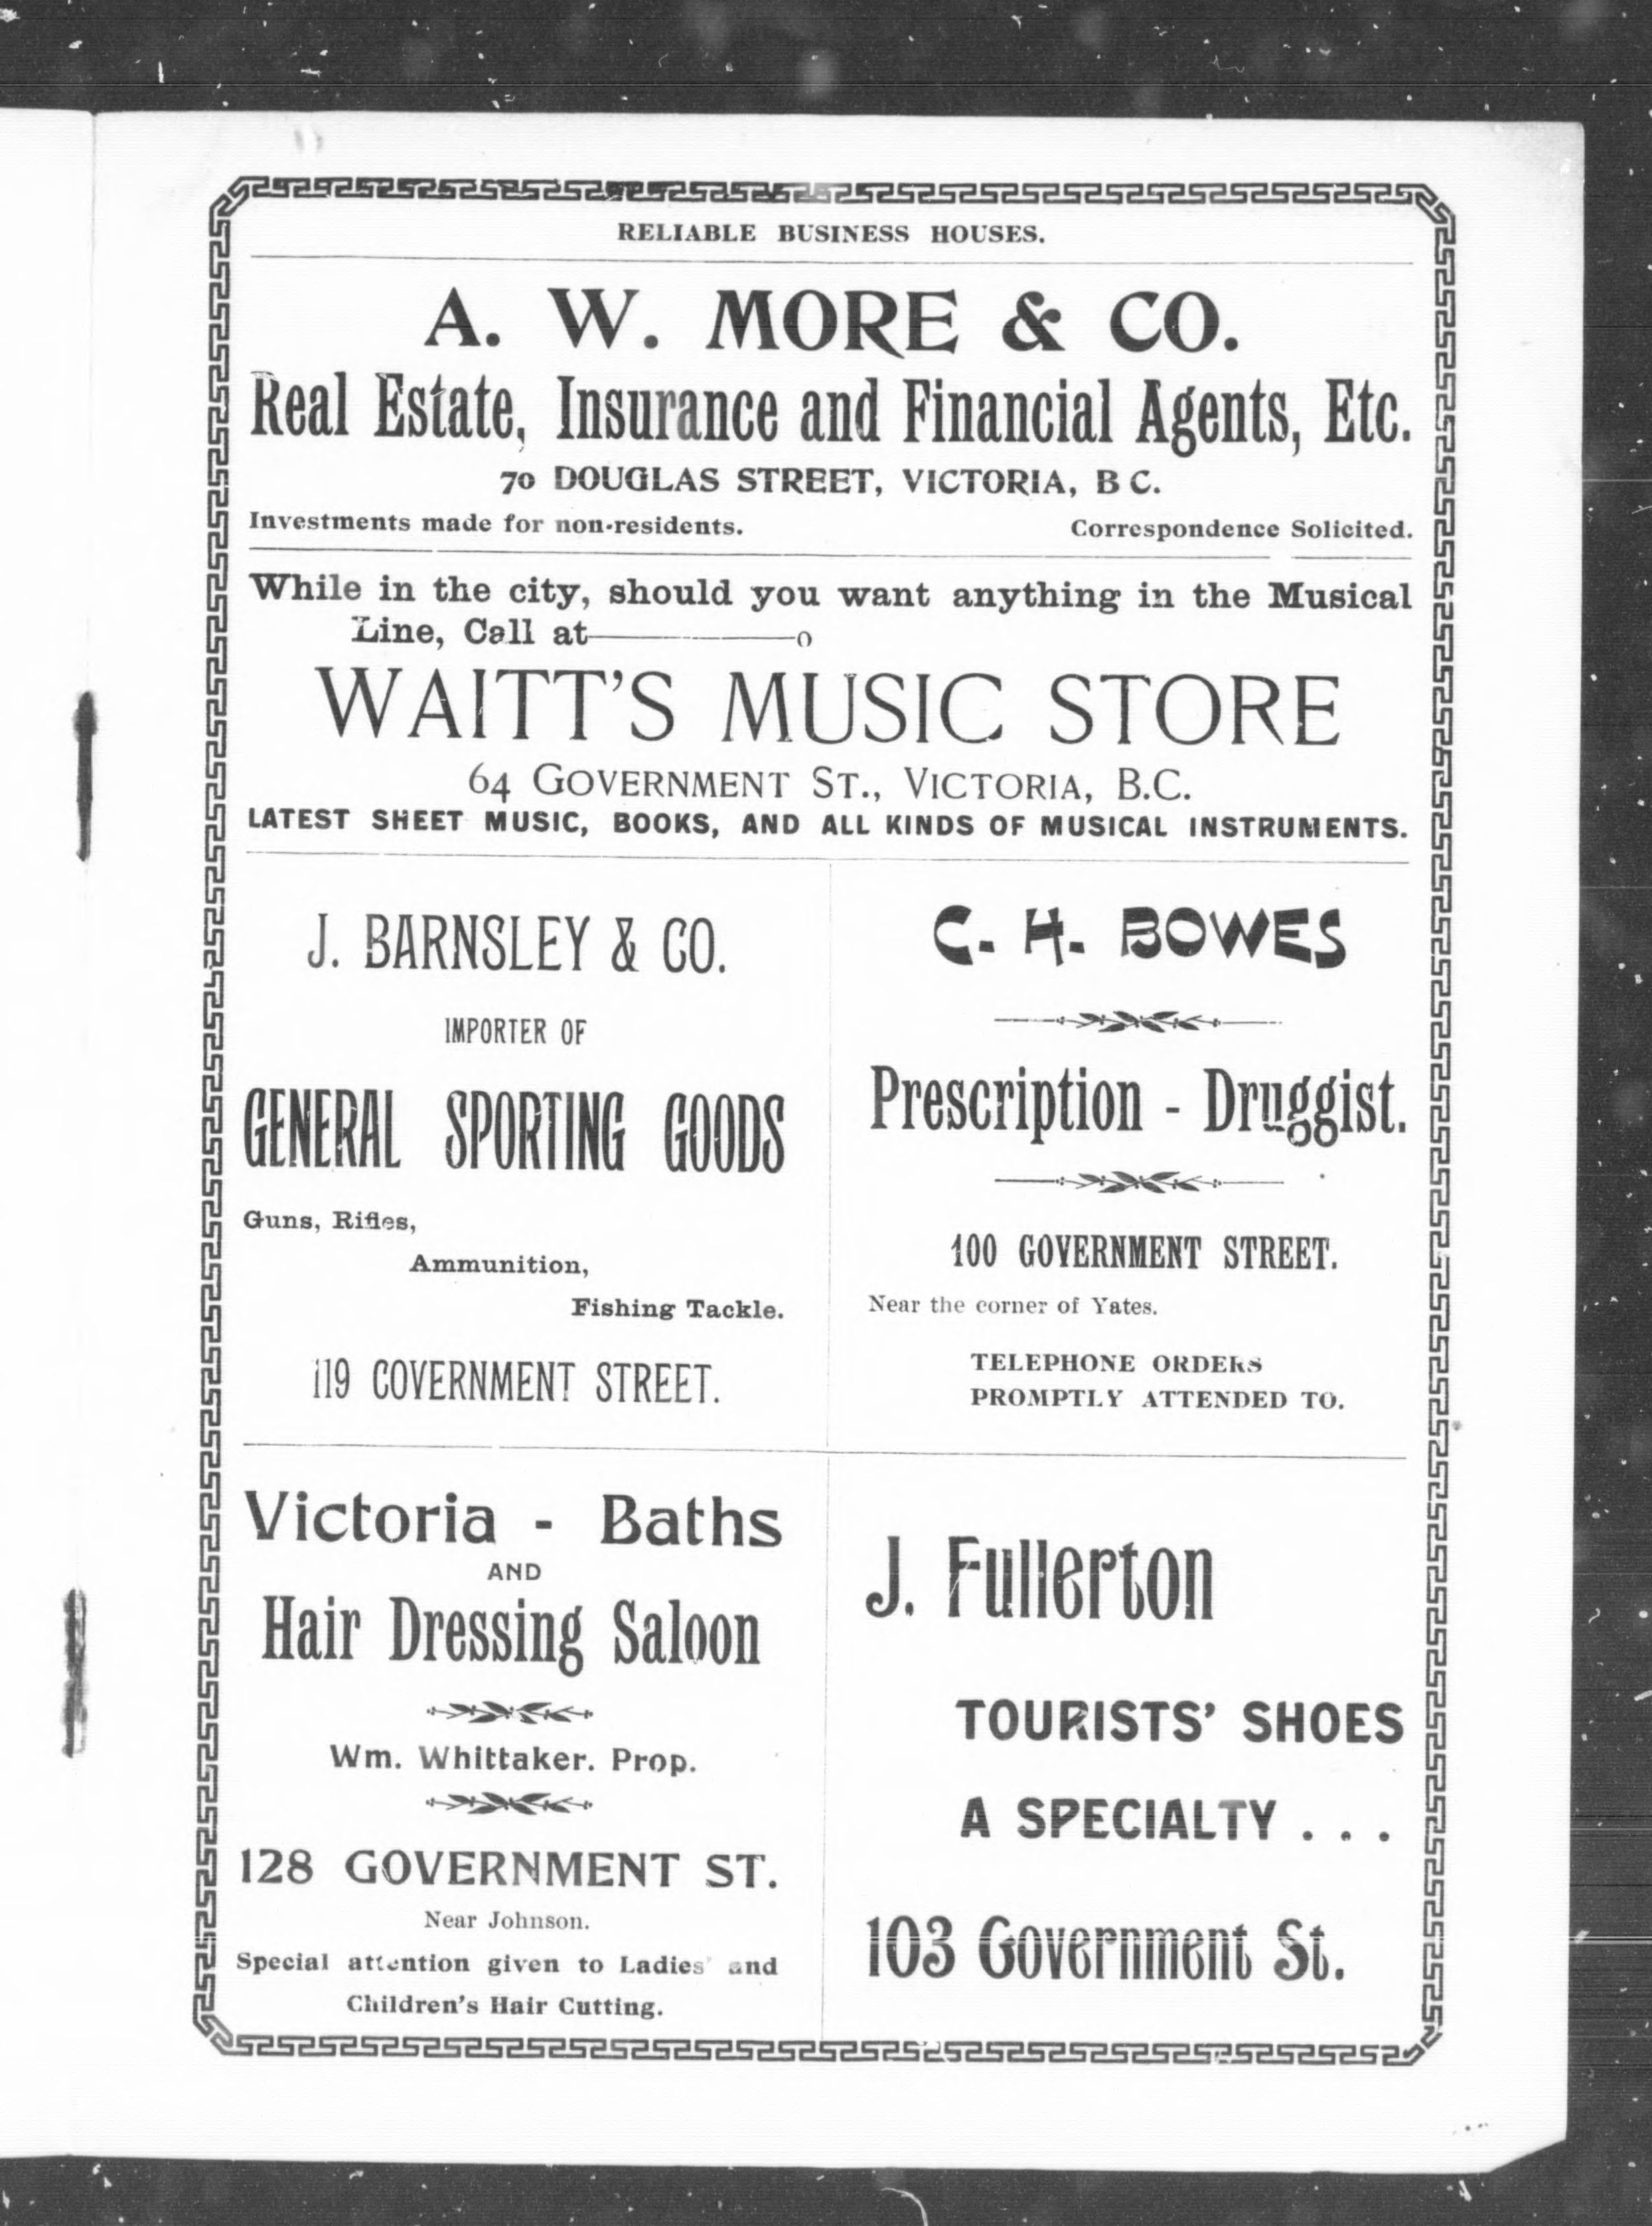 RELIABLE BUSINESS HOUSES.
A. W. MORE & CO.
Real Estate, Insurance and Financial Agents, Etc.
70 DOUGLAS STREET, VICTORIA, B C.
Investments made for non-residents. Correspondence Solicited.
While in the city, should you want anything in the Musical
Line, Call at————o
WAITT'S MUSIC STORE
64 GOVERNMENT ST., VICTORIA, B.C.
LATEST SHEET MUSIC, BOOKS, AND ALL KINDS OF MUSICAL INSTRUMENTS.
J. BARNSLEY & CO.
IMPORTER OF
GENERAL SPORTING GOODS
Guns, Rifles,
Ammunition,
Fishing Tackle.
119 COVERNMENT STREET.
C. H. BOWES
Prescription - Druggist.
100 GOVERNMENT STREET.
Near the corner of Yates.
TELEPHONE ORDERS
PROMPTLY ATTENDED TO.
Victoria - Baths
AND
Hair Dressing Saloon
Wm. Whittaker. Prop.
128 GOVERNMENT ST.
Near Johnson.
Special attention given to Ladies' and
Children's Hair Cutting.
J. Fullerton
TOURISTS' SHOES
A SPECIALTY . . .
103 Government St.